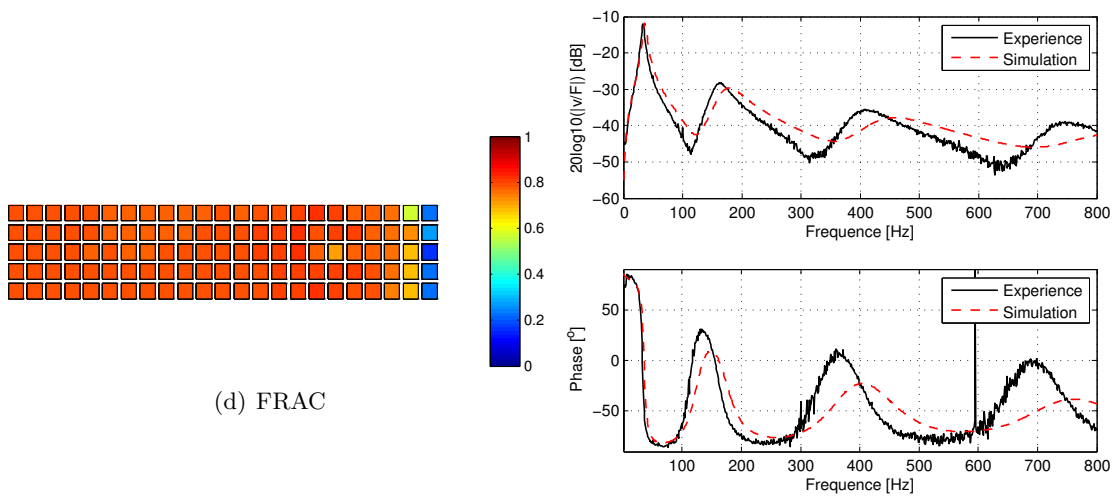 1
0.8
0.6
0.4
0.2
0
(d) FRAC
−10
−20
−30
−40
−50
−60
20log10(|v/F|) [dB]
0 100 200 300 400 500 600 700 800
Frequence [Hz]
Experience
Simulation
50
0
−50
Phase [°]
100 200 300 400 500 600 700 800
Frequence [Hz]
Experience
Simulation